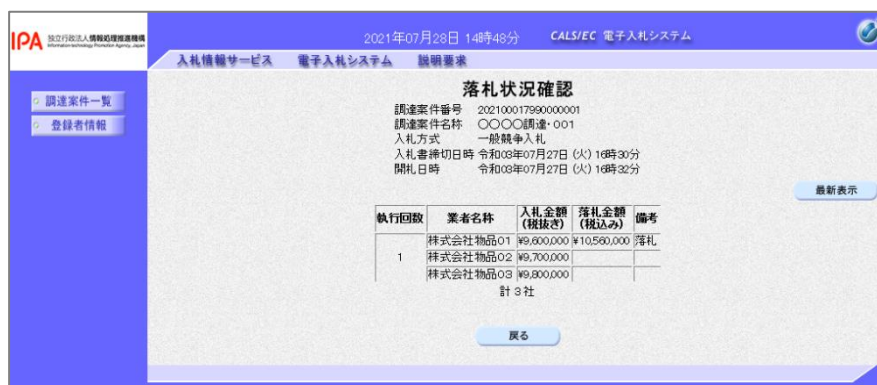 IPA 独立行政法人情報処理推進機構
Information-technology Promotion Agency, Japan
2021年07月28日 14時48分 CALS/EC 電子入札システム
入札情報サービス 電子入札システム 説明要求
調達案件一覧
登録者情報
落札状況確認
調達案件番号 202100017990000001
調達案件名称 〇〇〇〇調達・001
入札方式 一般競争入札
入札書締切日時 令和03年07月27日 (火) 16時30分
開札日時 令和03年07月27日 (火) 16時32分
最新表示
執行回数 業者名称 入札金額(税抜き) 落札金額(税込み) 備考
1 株式会社物品01 ¥9,600,000 ¥10,560,000 落札
株式会社物品02 ¥9,700,000
株式会社物品03 ¥9,800,000
計 3 社
戻る